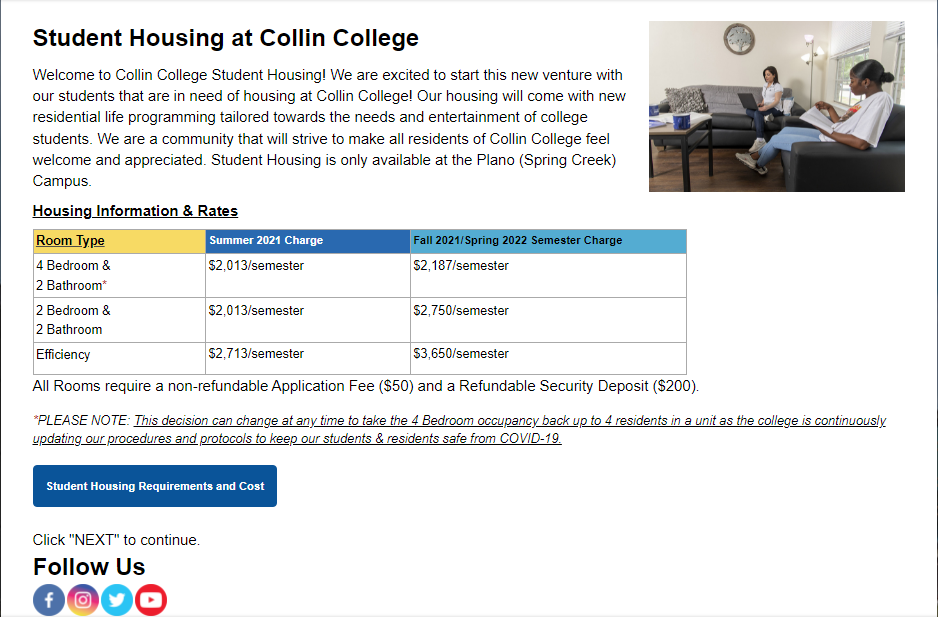 Student Housing at Collin College
Welcome to Collin College Student Housing! We are excited to start this new venture with
our students that are in need of housing at Collin College! Our housing will come with new
residential life programming tailored towards the needs and entertainment of college
students. We are a community that will strive to make all residents of Collin College feel
welcome and appreciated. Student Housing is only available at the Plano (Spring Creek)
Campus.
Housing Information & Rates
Room Type Summer 2021 Charge Fall 2021/Spring 2022 Semester Charge
4 Bedroom & $2,013/semester $2,187/semester
2 Bathroom*
2 Bedroom & $2,013/semester $2,750/semester
2 Bathroom
Efficiency $2,713/semester $3,650/semester
All Rooms require a non-refundable Application Fee ($50) and a Refundable Security Deposit ($200).
*PLEASE NOTE: This decision can change at any time to take the 4 Bedroom occupancy back up to 4 residents in a unit as the college is continuously
updating our procedures and protocols to keep our students & residents safe from COVID-19.
Student Housing Requirements and Cost
Click "NEXT" to continue.
Follow Us